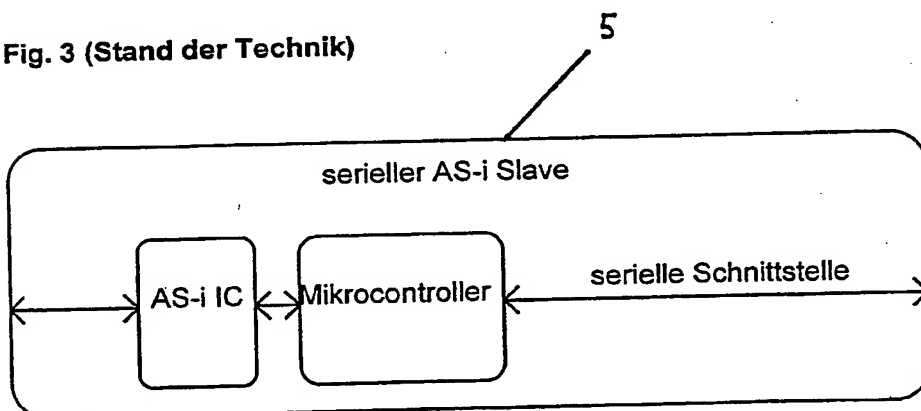 5
Fig. 3 (Stand der Technik)
serieller AS-i Slave
AS-i IC
Mikrocontroller
serielle Schnittstelle